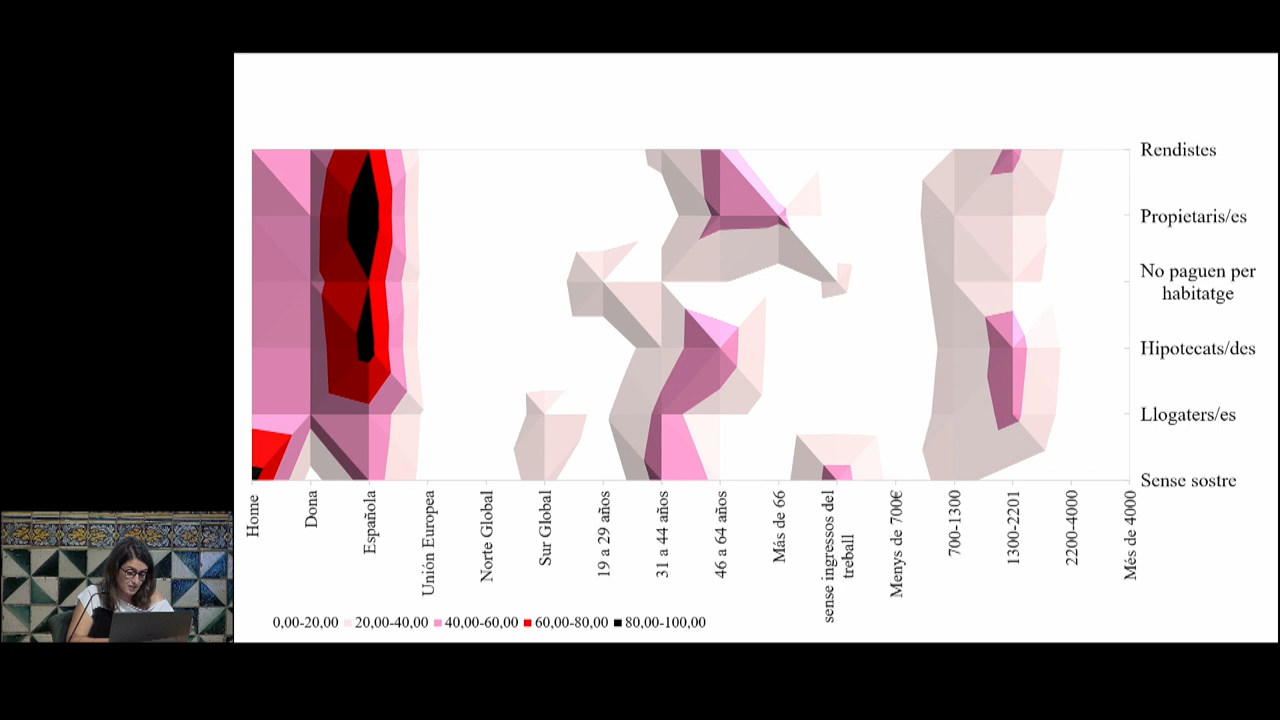 Rendistes
Propietaris/es
No paguen per
habitatge
Hipotecats/des
Llogaters/es
Sense sostre
Home
Dona
Española
Unión Europea
Norte Global
Sur Global
19 a 29 años
31 a 44 años
46 a 64 años
Más de 66
sense ingressos del
treball
Menys de 700€
700-1300
1300-2201
2200-4000
Més de 4000
0,00-20,00 20,00-40,00 40,00-60,00 60,00-80,00 80,00-100,00